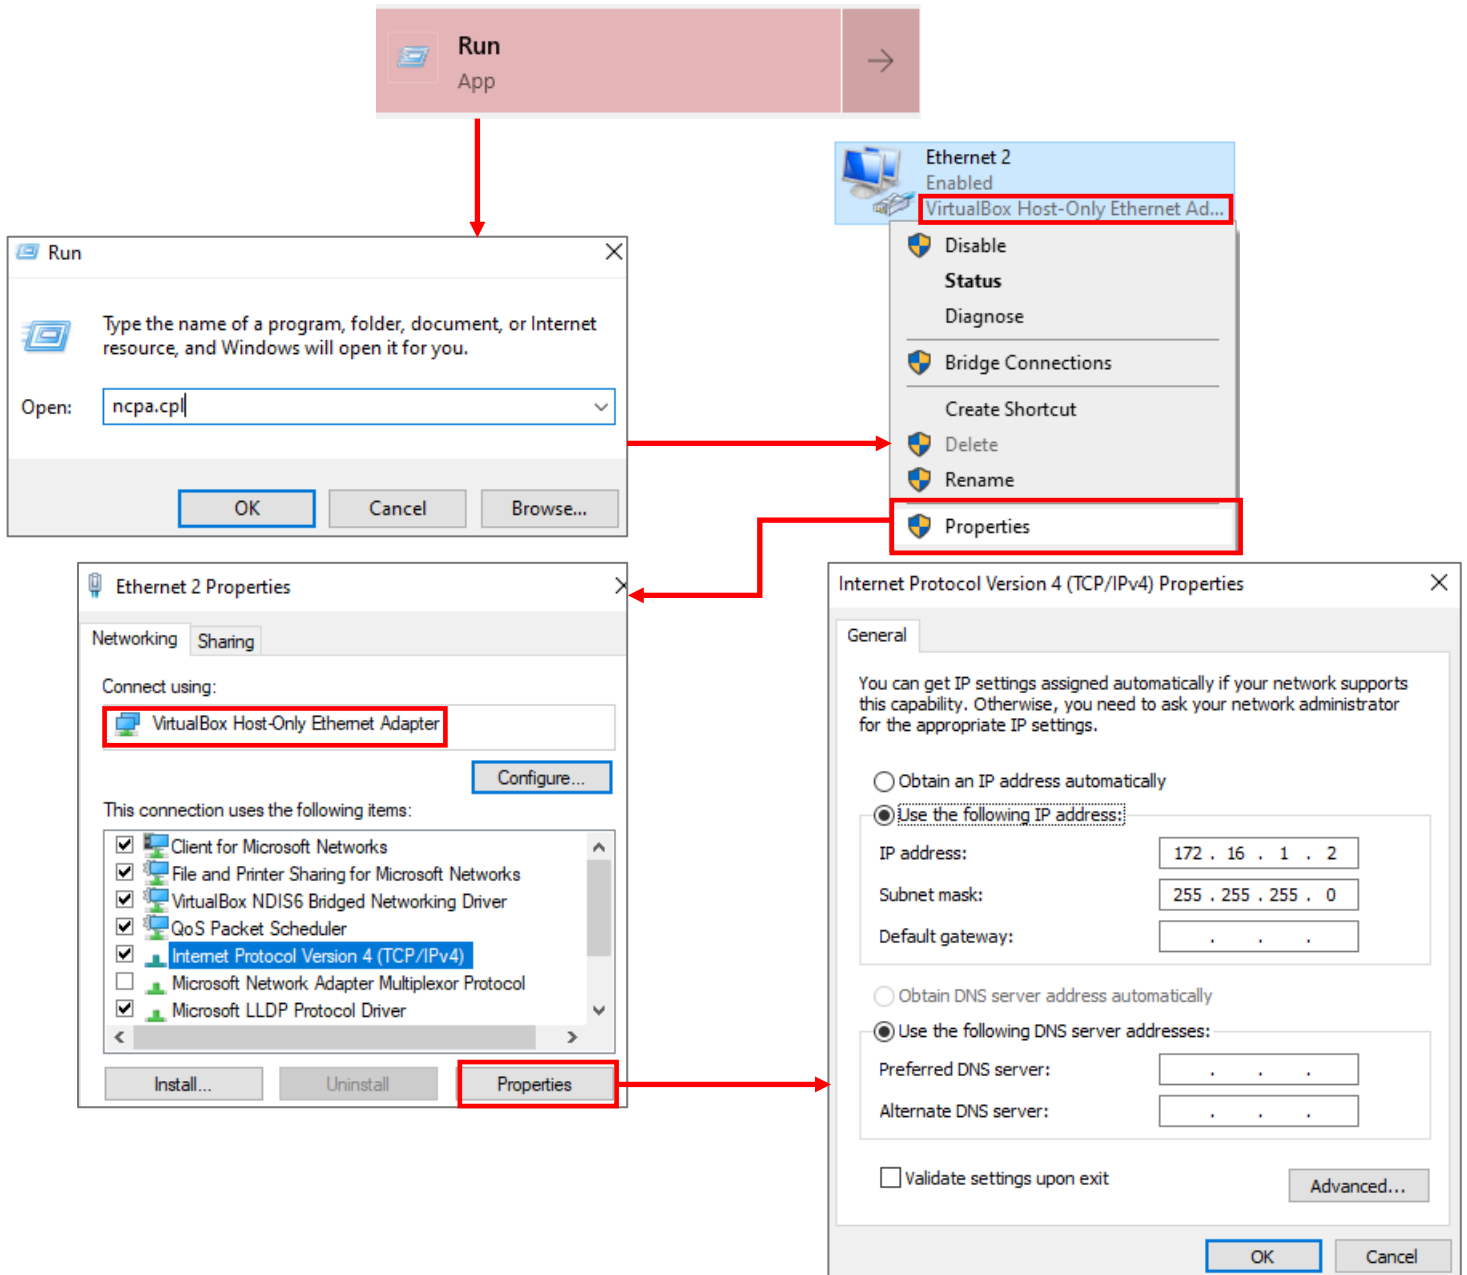 Run
App
Ethernet 2
Enabled
VirtualBox Host-Only Ethernet Ad...
Disable
Status
Diagnose
Bridge Connections
Create Shortcut
Delete
Rename
Properties
Run
Type the name of a program, folder, document, or Internet
resource, and Windows will open it for you.
Open: ncpa.cpl
OK Cancel Browse...
Ethernet 2 Properties
Networking Sharing
Connect using:
VirtualBox Host-Only Ethernet Adapter
Configure...
This connection uses the following items:
Client for Microsoft Networks
File and Printer Sharing for Microsoft Networks
VirtualBox NDIS6 Bridged Networking Driver
QoS Packet Scheduler
Internet Protocol Version 4 (TCP/IPv4)
Microsoft Network Adapter Multiplexor Protocol
Microsoft LLDP Protocol Driver
Install... Uninstall Properties
Internet Protocol Version 4 (TCP/IPv4) Properties
General
You can get IP settings assigned automatically if your network supports
this capability. Otherwise, you need to ask your network administrator
for the appropriate IP settings.
Obtain an IP address automatically
Use the following IP address:
IP address: 172 . 16 . 1 . 2
Subnet mask: 255 . 255 . 255 . 0
Default gateway: . . .
Obtain DNS server address automatically
Use the following DNS server addresses:
Preferred DNS server: . . .
Alternate DNS server: . . .
Validate settings upon exit
Advanced...
OK Cancel